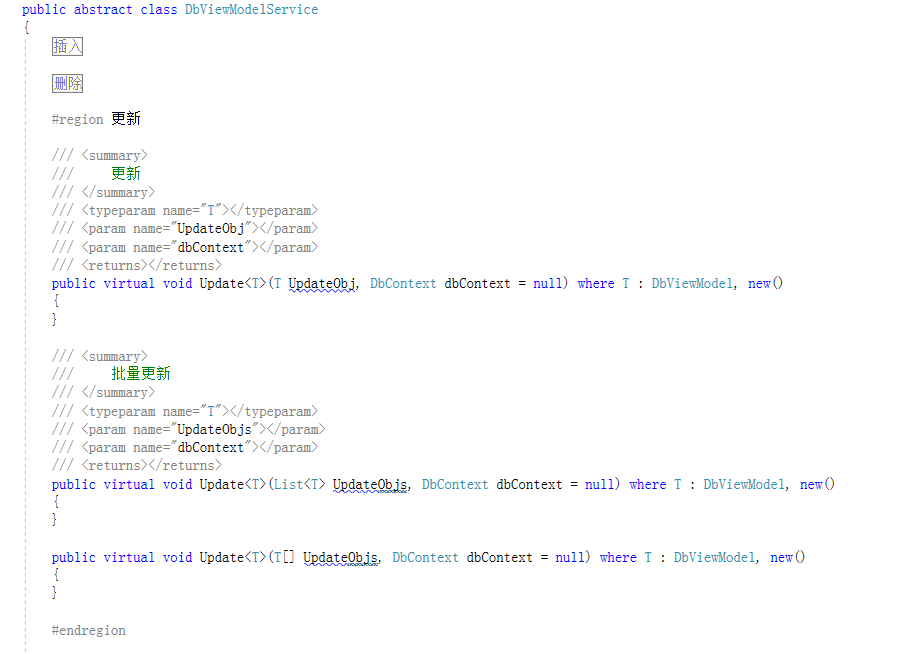 public abstract class DbViewModelService
{
插入
删除
#region 更新
/// <summary>
///     更新
/// </summary>
/// <typeparam name="T"></typeparam>
/// <param name="UpdateObj"></param>
/// <param name="dbContext"></param>
/// <returns></returns>
public virtual void Update<T>(T UpdateObj, DbContext dbContext = null) where T : DbViewModel, new()
{
}
/// <summary>
///     批量更新
/// </summary>
/// <typeparam name="T"></typeparam>
/// <param name="UpdateObjs"></param>
/// <param name="dbContext"></param>
/// <returns></returns>
public virtual void Update<T>(List<T> UpdateObjs, DbContext dbContext = null) where T : DbViewModel, new()
{
}
public virtual void Update<T>(T[] UpdateObjs, DbContext dbContext = null) where T : DbViewModel, new()
{
}
#endregion